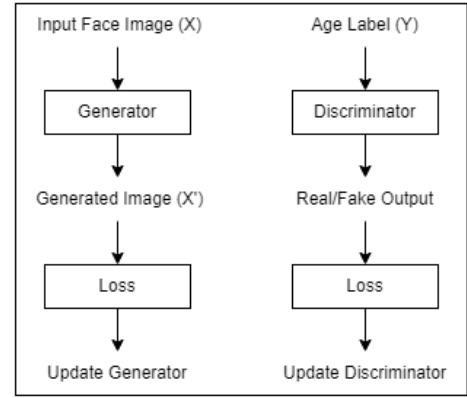 Input Face Image (X)
Age Label (Y)
Generator
Discriminator
Generated Image (X')
Real/Fake Output
Loss
Loss
Update Generator
Update Discriminator